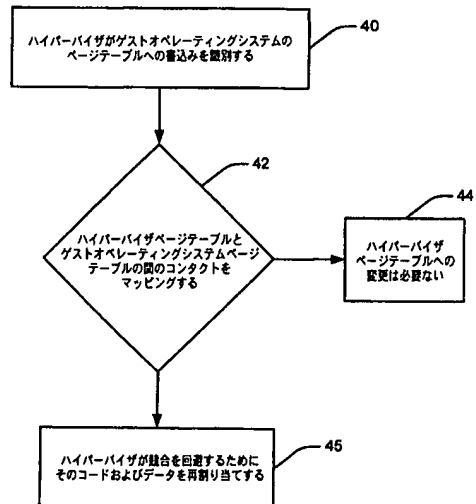 ハイパーバイザがゲストオペレーティングシステムの
ページテーブルへの書込みを識別する
40
42
ハイパーバイザページテーブルと
ゲストオペレーティングシステムページ
テーブルの間のコンタクトを
マッピングする
44
ハイパーバイザ
ページテーブルへの
変更は必要ない
45
ハイパーバイザが競合を回避するために
そのコードおよびデータを再割り当てする